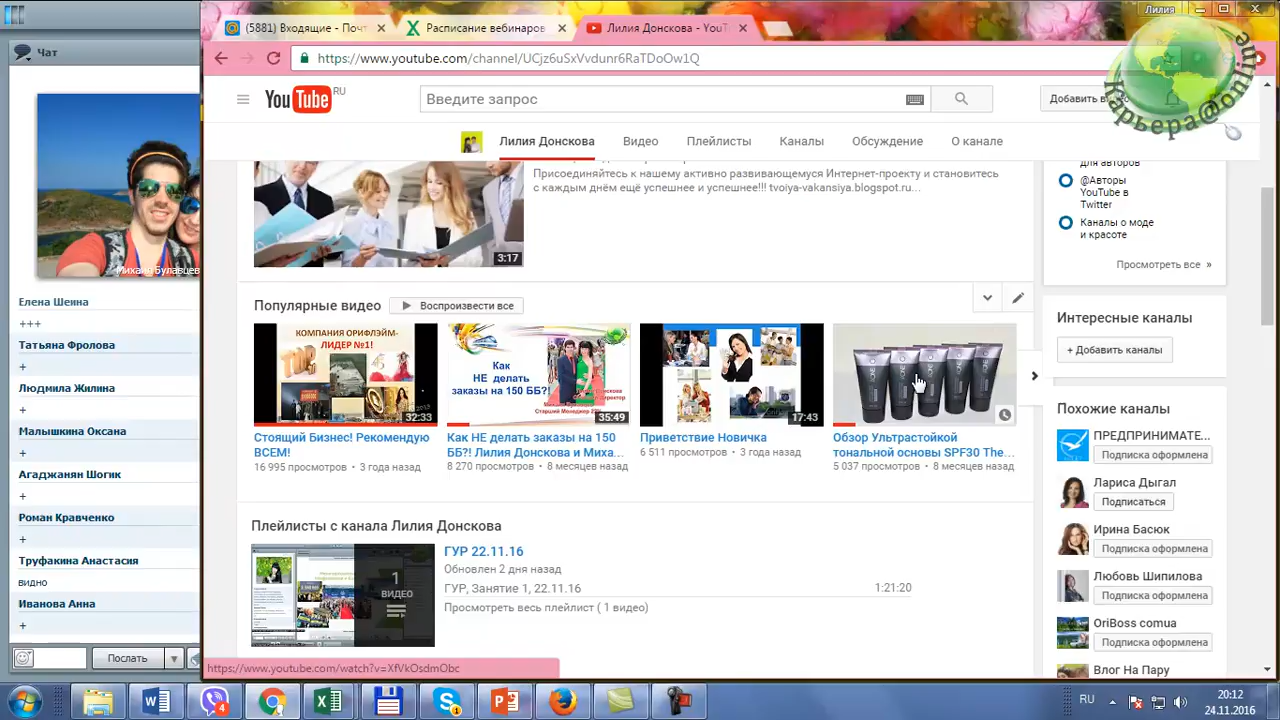 Чат
Михаил Булавцев
Елена Шеина
+++
Татьяна Фролова
+
Людмила Жилина
+
Малышкина Оксана
+
Агаджанян Шогик
+
Роман Кравченко
+
Труфакина Анастасия
видно
Иванова Анна
+
Послать
Лилия
(5881) Входящие - Почт
Расписание вебинаров
Лилия Донскова - YouTu
https://www.youtube.com/channel/UCjz6uSxVvdunr6RaTDoOw1Q
YouTube RU
Введите запрос
Добавить ви
карьера@online
Лилия Донскова
Видео
Плейлисты
Каналы
Обсуждение
О канале
Присоединяйтесь к нашему активно развивающемуся Интернет-проекту и становитесь
с каждым днём ещё успешнее и успешнее!!! tvoiya-vakansiya.blogspot.ru...
3:17
для авторов
@Авторы
YouTube в
Twitter
Каналы о моде
и красоте
Просмотреть все »
Популярные видео
Воспроизвести все
КОМПАНИЯ ОРИФЛЭЙМ-
ЛИДЕР №1!
32:33
Как
НЕ делать
заказы на 150
ББ?!
35:49
17:43
Стоящий Бизнес! Рекомендую
ВСЕМ!
16 995 просмотров • 3 года назад
Как НЕ делать заказы на 150
ББ?! Лилия Донскова и Миха...
8 270 просмотров • 8 месяцев назад
Приветствие Новичка
6 511 просмотров • 3 года назад
Обзор Ультрастойкой
тональной основы SPF30 The...
5 037 просмотров • 8 месяцев назад
Интересные каналы
+ Добавить каналы
Похожие каналы
ПРЕДПРИНИМАТЕ...
Подписка оформлена
Лариса Дыгал
Подписаться
Ирина Басюк
Подписка оформлена
Любовь Шипилова
Подписка оформлена
OriBoss comua
Подписка оформлена
Влог На Пару
Плейлисты с канала Лилия Донскова
1
ВИДЕО
ГУР 22.11.16
Обновлен 2 дня назад
ГУР, Занятие 1, 22.11.16
1:21:20
Просмотреть весь плейлист ( 1 видео)
https://www.youtube.com/watch?v=XfVkOsdmObc
RU
20:12
24.11.2016